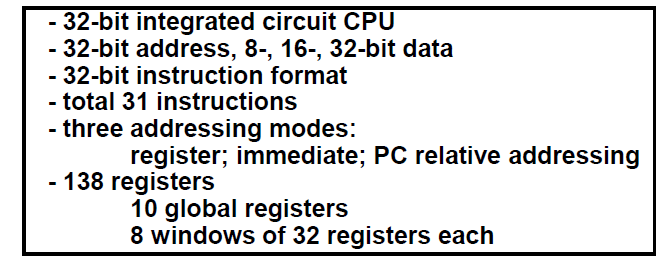 - 32-bit integrated circuit CPU
- 32-bit address, 8-, 16-, 32-bit data
- 32-bit instruction format
- total 31 instructions
- three addressing modes:
register; immediate; PC relative addressing
- 138 registers
10 global registers
8 windows of 32 registers each